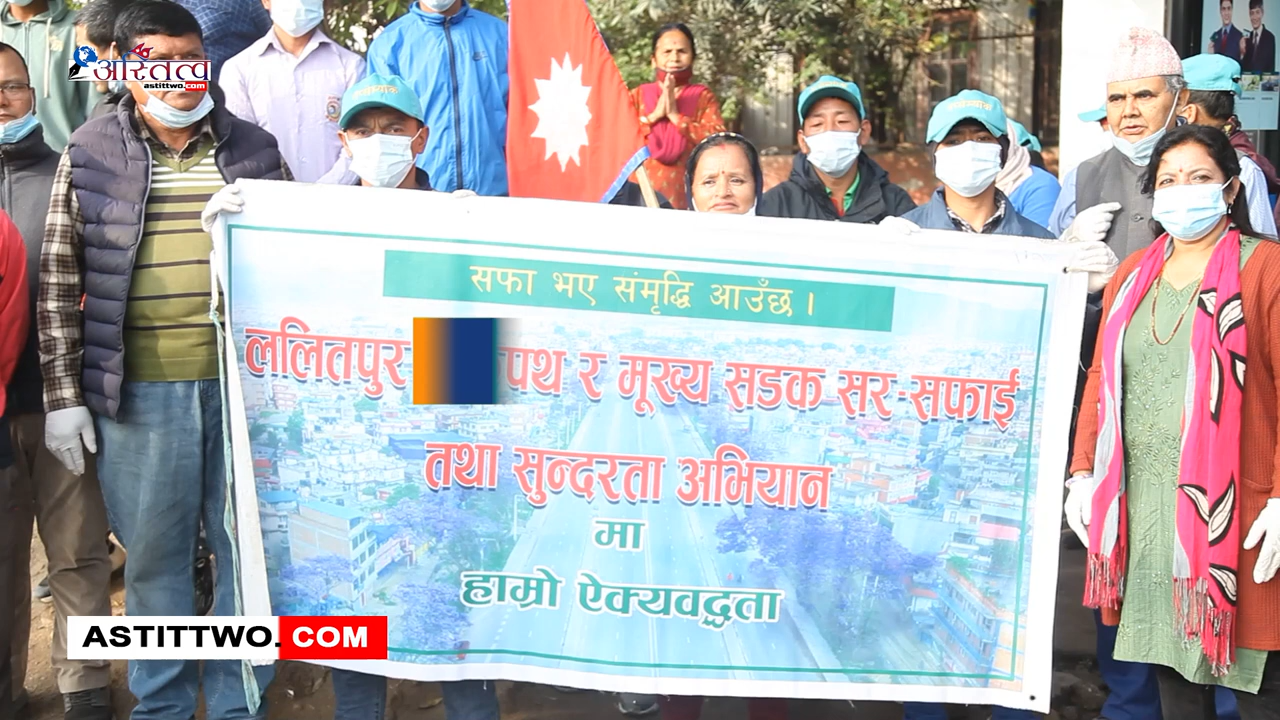 अस्तित्व
astittwo.com
सफा भए संमृद्धि आउँछ ।
ललितपुर पथ र मूख्य सडक सर-सफाई
तथा सुन्दरता अभियान
मा
हाम्रो ऐक्यवद्धता
ASTITTWO.COM